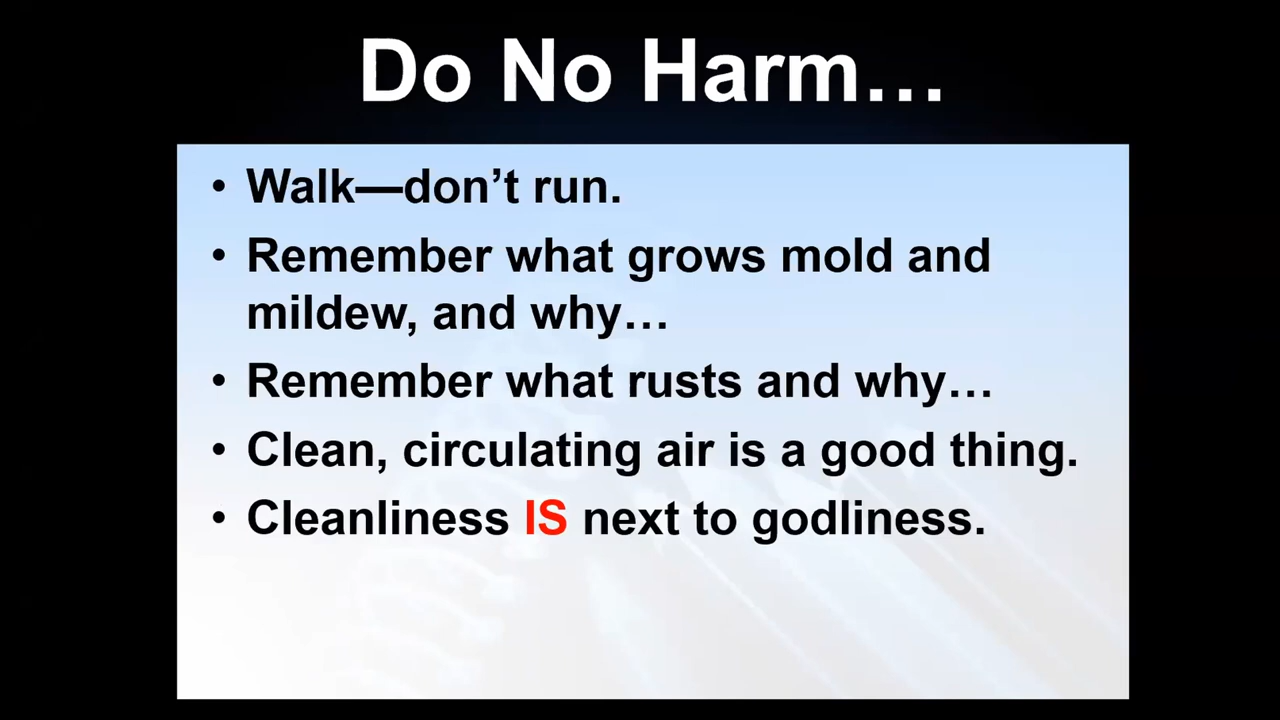 Do No Harm…
• Walk—don’t run.
• Remember what grows mold and
mildew, and why…
• Remember what rusts and why…
• Clean, circulating air is a good thing.
• Cleanliness IS next to godliness.